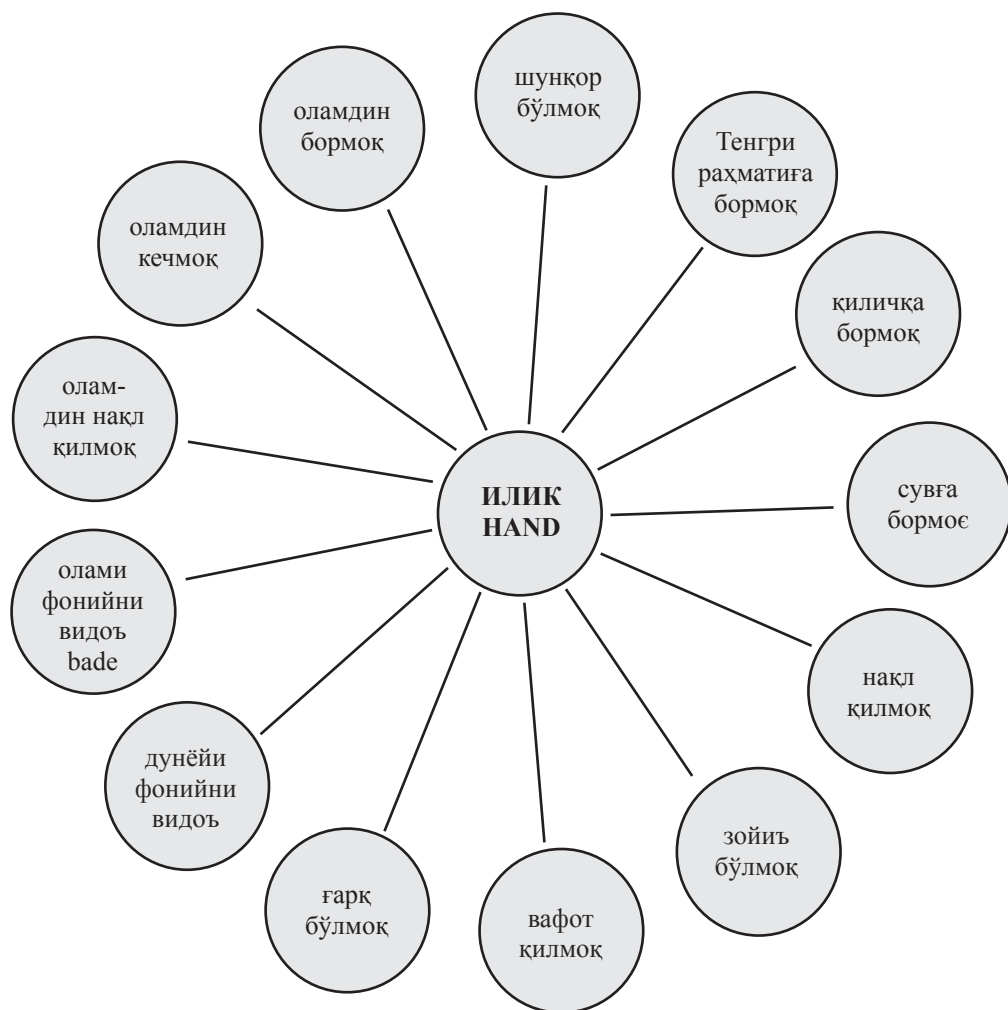 шунқор
бўлмоқ
Тенгри
раҳматиға
бормоқ
қиличқа
бормоқ
сувға
бормоє
нақл
қилмоқ
зойиъ
бўлмоқ
вафот
қилмоқ
ғарқ
бўлмоқ
дунёйи
фонийни
видоъ
олами
фонийни
видоъ
bade
олам-
дин нақл
қилмоқ
оламдин
кечмоқ
оламдин
бормоқ
ИЛИК
HAND